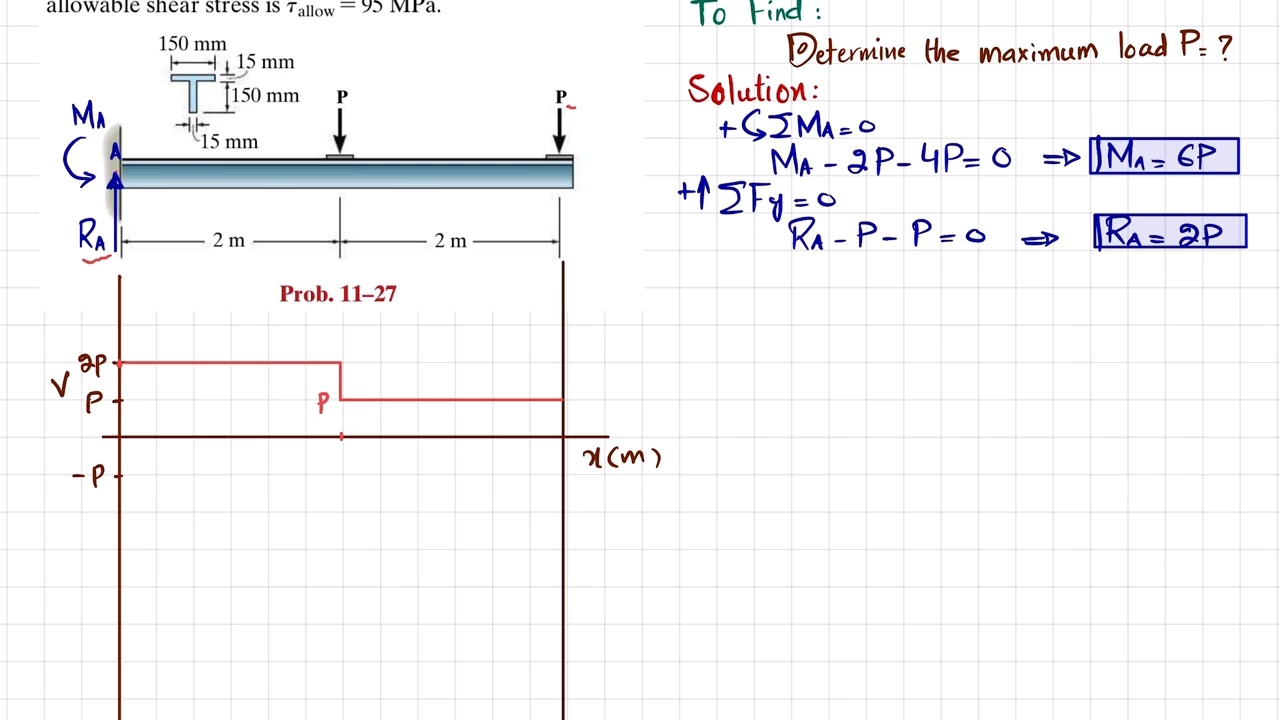 allowable shear stress is τallow = 95 MPa.
150 mm
15 mm
150 mm
15 mm
P
P
MA
A
RA
2 m
2 m
Prob. 11–27
2P
V
P
P
-P
x(m)
To Find:
Determine the maximum load P=?
Solution:
+↺ΣMA=0
MA - 2P - 4P = 0 ⇒ MA = 6P
+↑ ΣFy=0
RA - P - P = 0 ⇒ RA = 2P